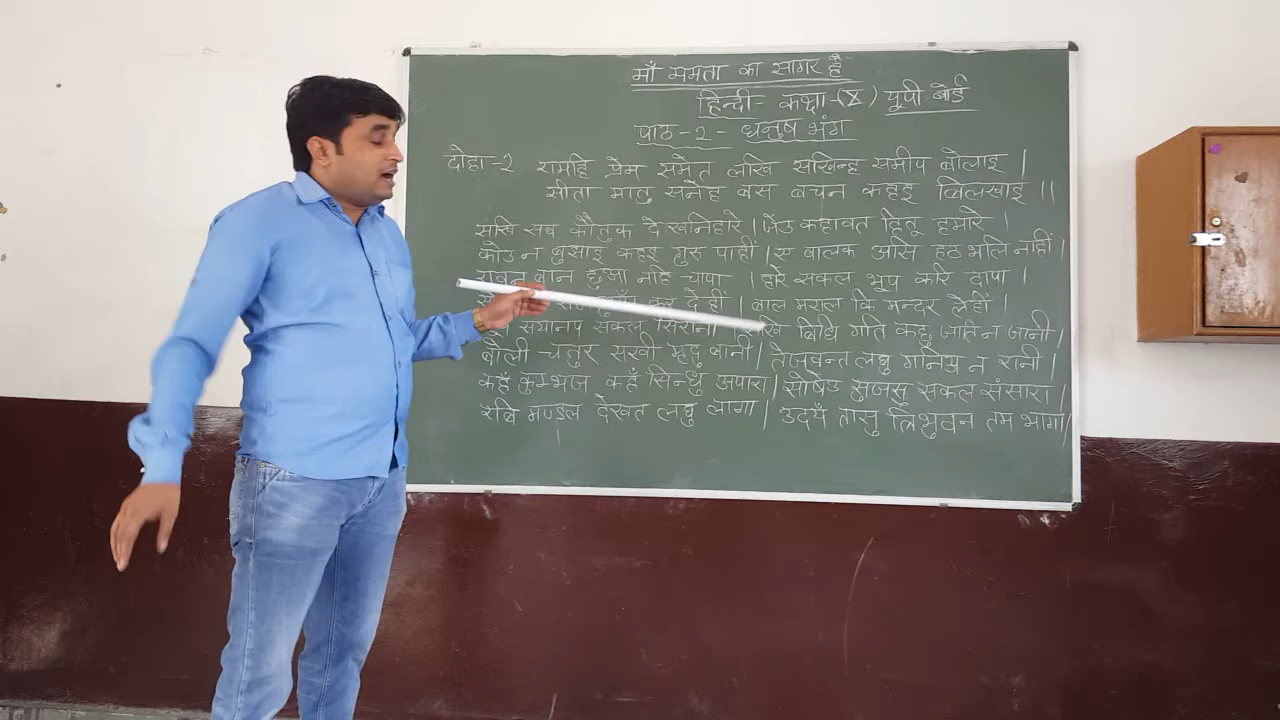 माँ ममता का सागर है
हिन्दी - कक्षा-(X) यूपी बोर्ड
पाठ-2- धनुष भंग
दोहा-2 रामहि प्रेम समेत लखि सखिन्ह समीप बोलाइ |
सीता मातु सनेह बस बचन कहइ बिलखाइ ||
सखि सब कौतुक देखनिहारे | जेउ कहावत हितू हमारे |
कोउ न बुझाइ कहइ गुरु पाहीं | ए बालक असि हठ भलि नाहीं |
रावन बान छुआ नहिं चापा | हारे सकल भूप करि दापा |
कर देहीं | बाल मराल कि मन्दर लेहीं |
सयानप सकल सिरानी बिधि गति कछु जाति न जानी |
बोली चतुर सखी मृदु बानी | तेजवन्त लघु गनिअ न रानी |
कहँ कुम्भज कहँ सिन्धु अपारा | सोषेउ सुजसु सकल संसारा |
रबि मण्डल देखत लघु लागा | उदयँ तासु तिभुवन तम भागा |